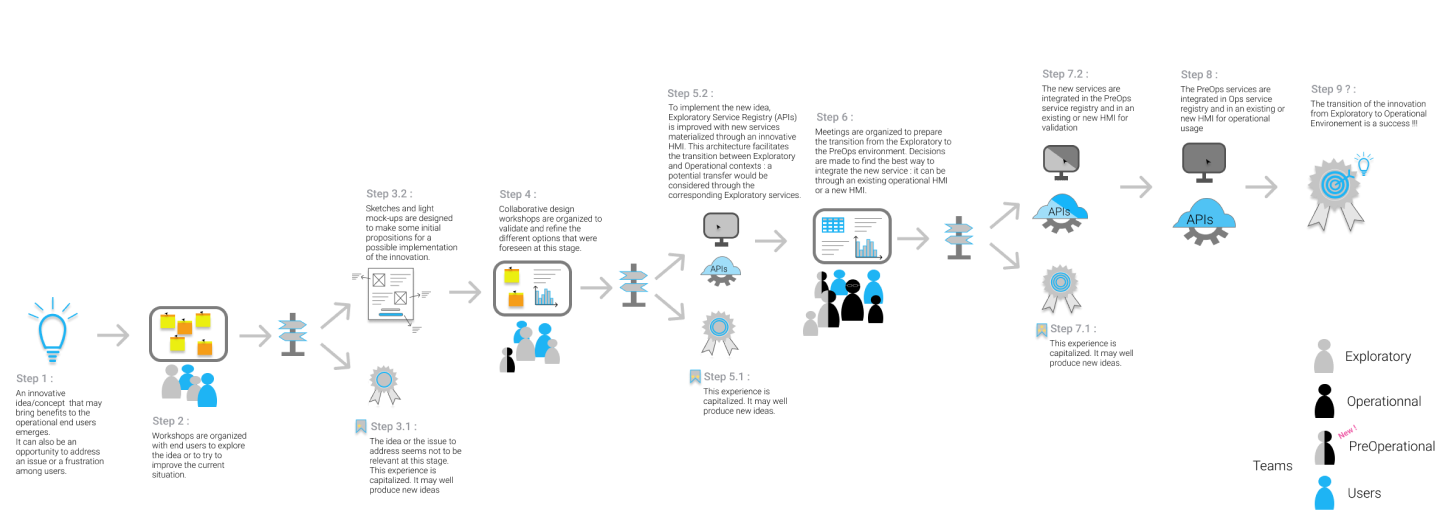 Step 1 :
An innovative
idea/concept that may
bring benefits to the
operational end users
emerges.
It can also be an
opportunity to address
an issue or a frustration
among users.
Step 2 :
Workshops are organized
with end users to explore
the idea or to try to
improve the current
situation.
Step 3.2 :
Sketches and light
mock-ups are designed
to make some initial
propositions for a
possible implementation
of the innovation.
Step 3.1 :
The idea or the issue to
address seems not to be
relevant at this stage.
This experience is
capitalized. It may well
produce new ideas
Step 4 :
Collaborative design
workshops are organized to
validate and refine the
different options that were
foreseen at this stage.
Step 5.2 :
To implement the new idea,
Exploratory Service Registry (APIs)
is improved with new services
materialized through an innovative
HMI. This architecture facilitates
the transition between Exploratory
and Operational contexts : a
potential transfer would be
considered through the
corresponding Exploratory services.
APIs
Step 5.1 :
This experience is
capitalized. It may well
produce new ideas.
Step 6 :
Meetings are organized to prepare
the transition from the Exploratory to
the PreOps environment. Decisions
are made to find the best way to
integrate the new service : it can be
through an existing operational HMI
or a new HMI.
Step 7.2 :
The new services are
integrated in the PreOps
service registry and in an
existing or new HMI for
validation
APIs
Step 7.1 :
This experience is
capitalized. It may well
produce new ideas.
Step 8 :
The PreOps services are
integrated in Ops service
registry and in an existing or
new HMI for operational
usage
APIs
Step 9 ? :
The transition of the innovation
from Exploratory to Operational
Environement is a success !!!
Teams
Exploratory
Operationnal
New !
PreOperational
Users